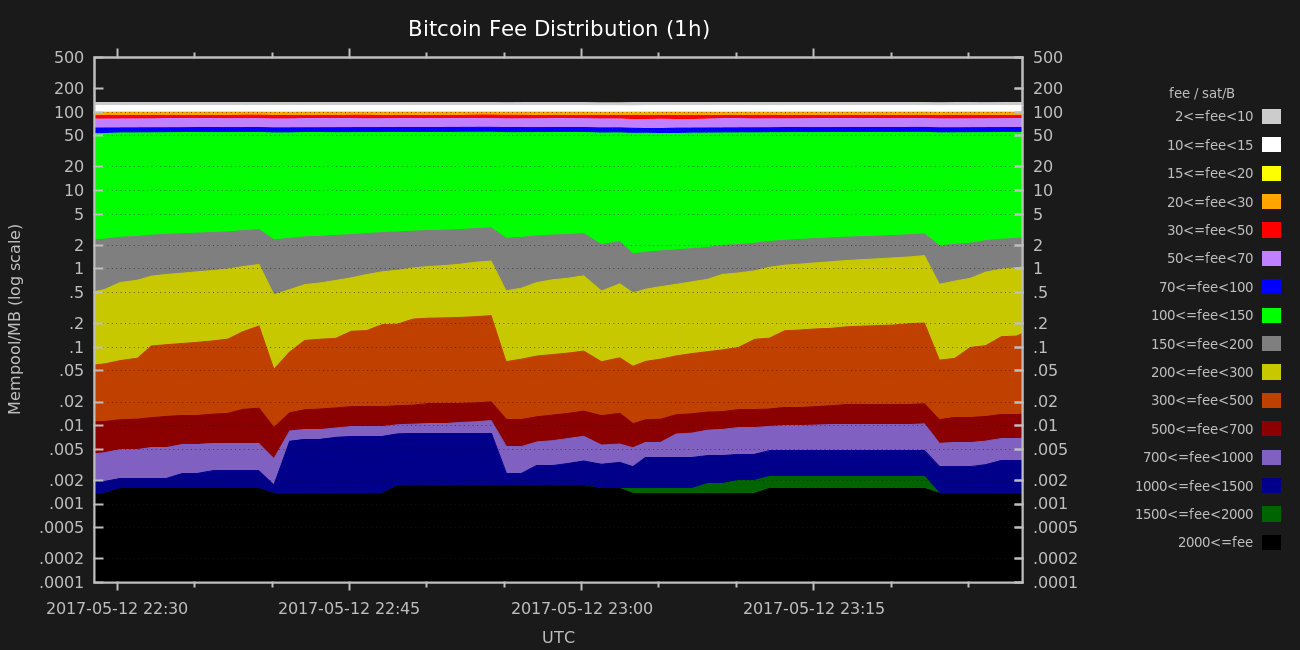 Bitcoin Fee Distribution (1h)
500
200
100
50
20
10
5
2
1
.5
.2
.1
.05
.02
.01
.005
.002
.001
.0005
.0002
.0001
Mempool/MB (log scale)
500
200
100
50
20
10
5
2
1
.5
.2
.1
.05
.02
.01
.005
.002
.001
.0005
.0002
.0001
2017-05-12 22:30
2017-05-12 22:45
2017-05-12 23:00
2017-05-12 23:15
UTC
fee / sat/B
2<=fee<10
10<=fee<15
15<=fee<20
20<=fee<30
30<=fee<50
50<=fee<70
70<=fee<100
100<=fee<150
150<=fee<200
200<=fee<300
300<=fee<500
500<=fee<700
700<=fee<1000
1000<=fee<1500
1500<=fee<2000
2000<=fee